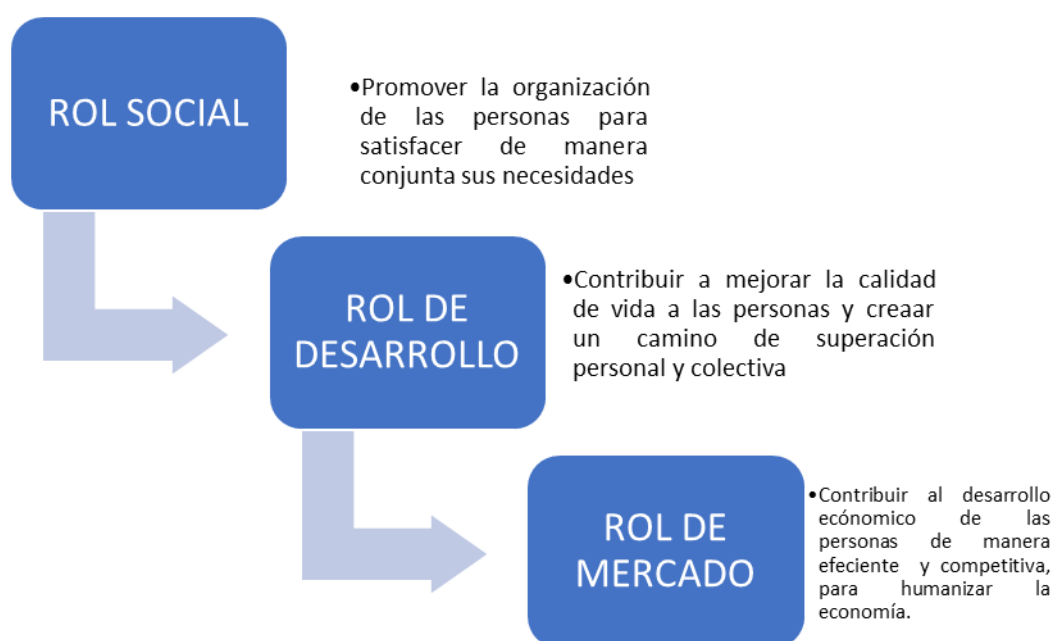 ROL SOCIAL
•Promover la organización
de las personas para
satisfacer de manera
conjunta sus necesidades
ROL DE
DESARROLLO
•Contribuir a mejorar la calidad
de vida a las personas y creaar
un camino de superación
personal y colectiva
ROL DE
MERCADO
•Contribuir al desarrollo
ecónomico de las
personas de manera
efeciente y competitiva,
para humanizar la
economía.